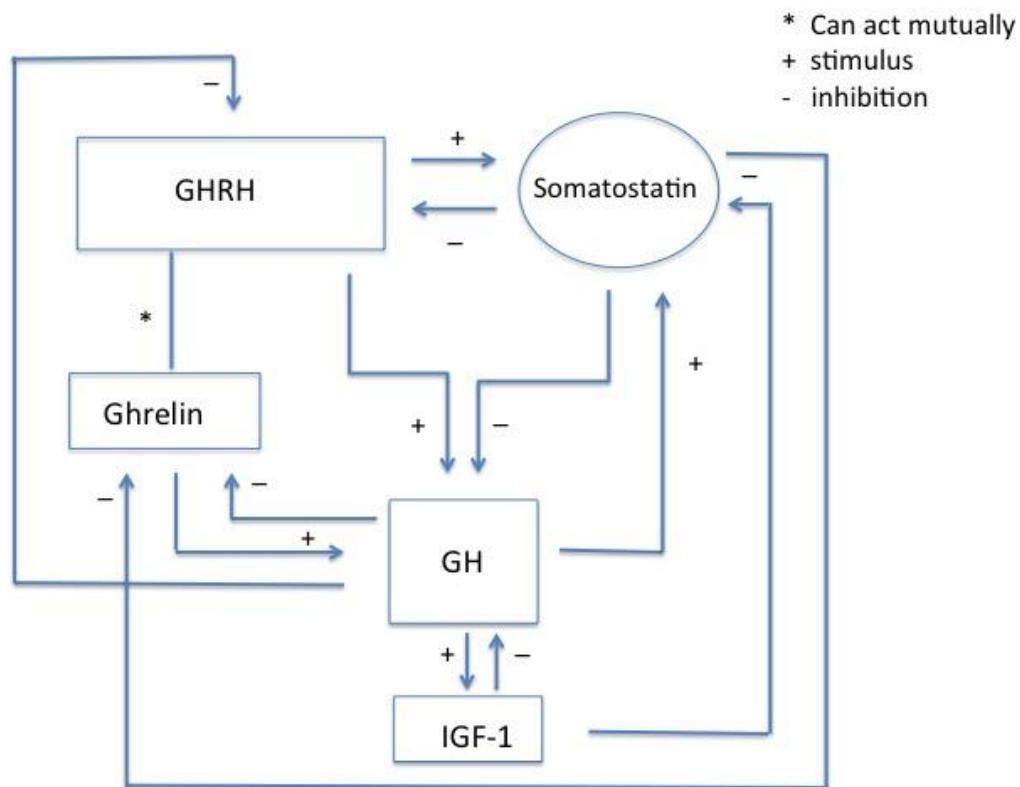 * Can act mutually
+ stimulus
- inhibition
–
+
–
GHRH
Somatostatin
–
*
+
Ghrelin
+
–
–
–
+
GH
+
–
IGF-1